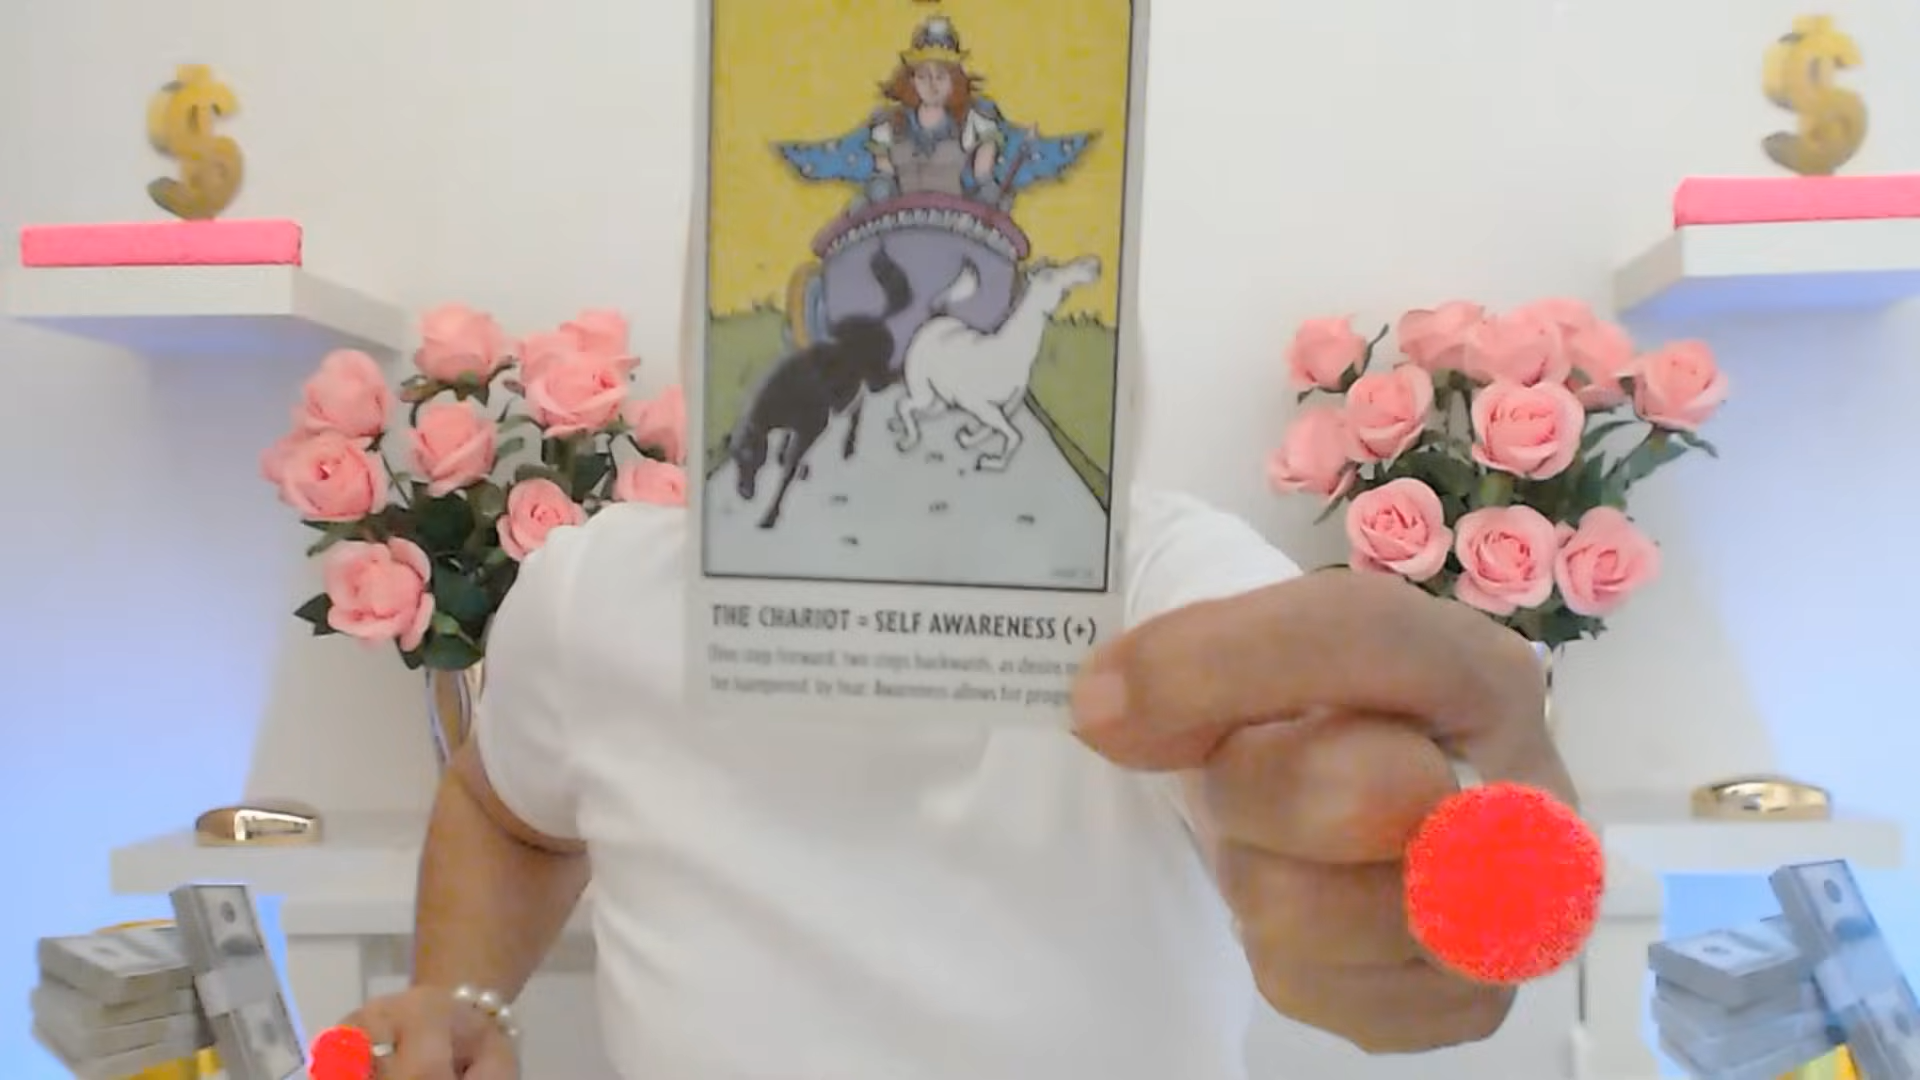 THE CHARIOT = SELF AWARENESS (+)
One step forward, two steps backwards, as desire
be hampered, by fear. Awareness allows for